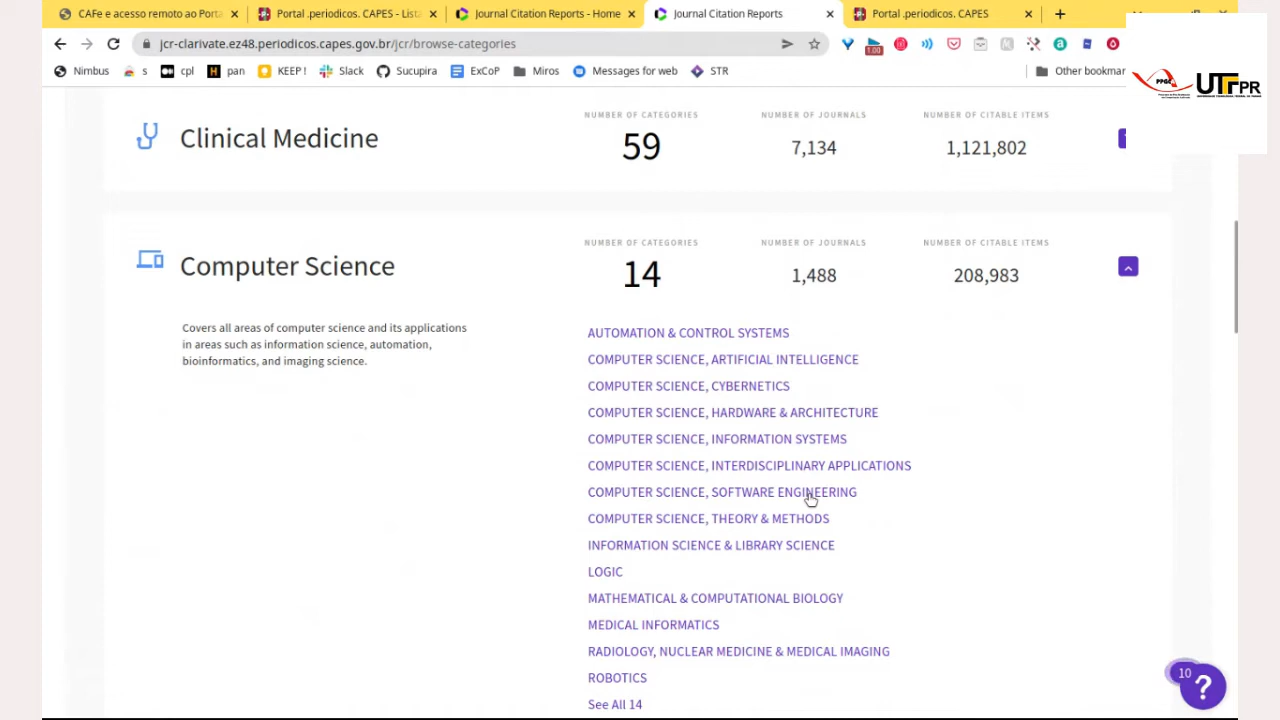 CAFe e acesso remoto ao Porta
Portal .periodicos. CAPES - Lista
Journal Citation Reports - Home
Journal Citation Reports
Portal .periodicos. CAPES
jcr-clarivate.ez48.periodicos.capes.gov.br/jcr/browse-categories
1.00
Nimbus
s
cpl
pan
KEEP !
Slack
Sucupira
ExCoP
Miros
Messages for web
STR
Other bookmar
PPGCA
UTFPR
NUMBER OF CATEGORIES
NUMBER OF JOURNALS
NUMBER OF CITABLE ITEMS
Clinical Medicine
59
7,134
1,121,802
NUMBER OF CATEGORIES
NUMBER OF JOURNALS
NUMBER OF CITABLE ITEMS
Computer Science
14
1,488
208,983
Covers all areas of computer science and its applications
in areas such as information science, automation,
bioinformatics, and imaging science.
AUTOMATION & CONTROL SYSTEMS
COMPUTER SCIENCE, ARTIFICIAL INTELLIGENCE
COMPUTER SCIENCE, CYBERNETICS
COMPUTER SCIENCE, HARDWARE & ARCHITECTURE
COMPUTER SCIENCE, INFORMATION SYSTEMS
COMPUTER SCIENCE, INTERDISCIPLINARY APPLICATIONS
COMPUTER SCIENCE, SOFTWARE ENGINEERING
COMPUTER SCIENCE, THEORY & METHODS
INFORMATION SCIENCE & LIBRARY SCIENCE
LOGIC
MATHEMATICAL & COMPUTATIONAL BIOLOGY
MEDICAL INFORMATICS
RADIOLOGY, NUCLEAR MEDICINE & MEDICAL IMAGING
ROBOTICS
See All 14
10
?